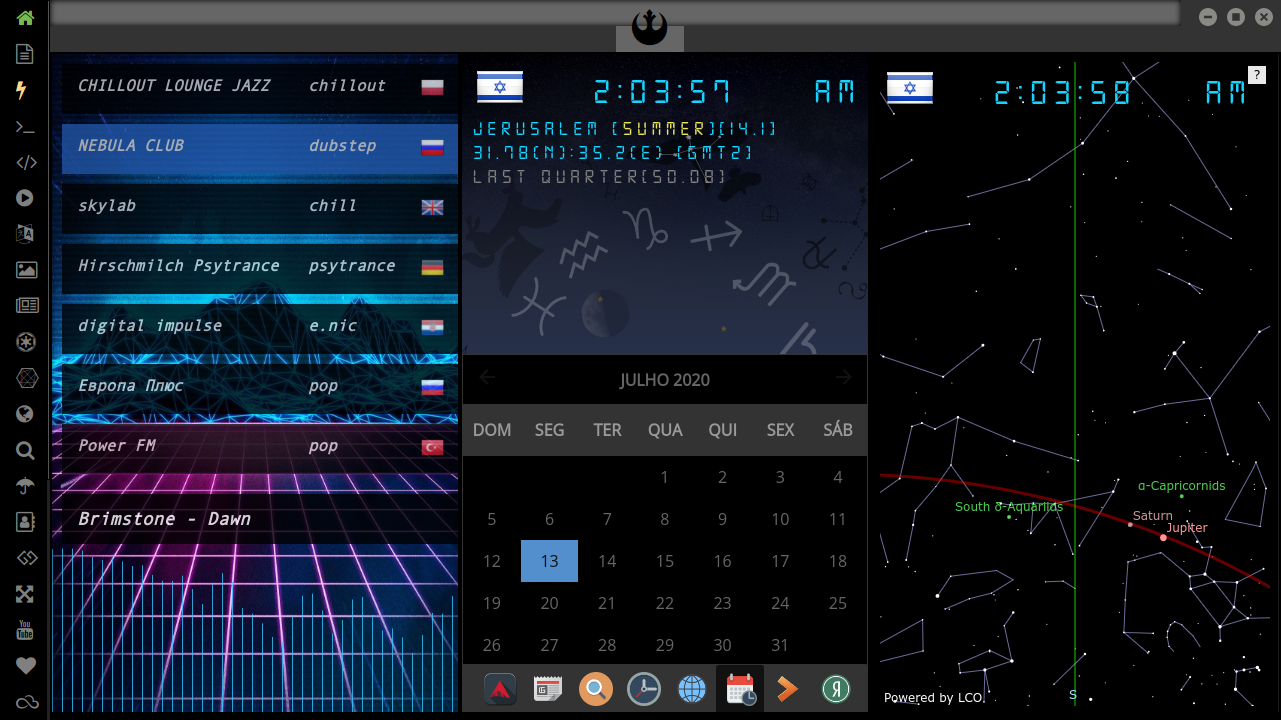 CHILLOUT LOUNGE JAZZ chillout
NEBULA CLUB dubstep
skylab chill
Hirschmilch Psytrance psytrance
digital impulse e.nic
Европа Плюс pop
Power FM pop
Brimstone - Dawn
You
Tube
2:03:57 AM
JERUSALEM (SUMMER)(14.1)
31.78(N):35.2(E) (GMT2)
LAST QUARTER(50.08)
JULHO 2020
DOM SEG TER QUA QUI SEX SÁB
1 2 3 4
5 6 7 8 9 10 11
12 13 14 15 16 17 18
19 20 21 22 23 24 25
26 27 28 29 30 31
Я
2:03:58 AM
?
α-Capricornids
South δ-Aquariids
Saturn
Jupiter
S
Powered by LCO